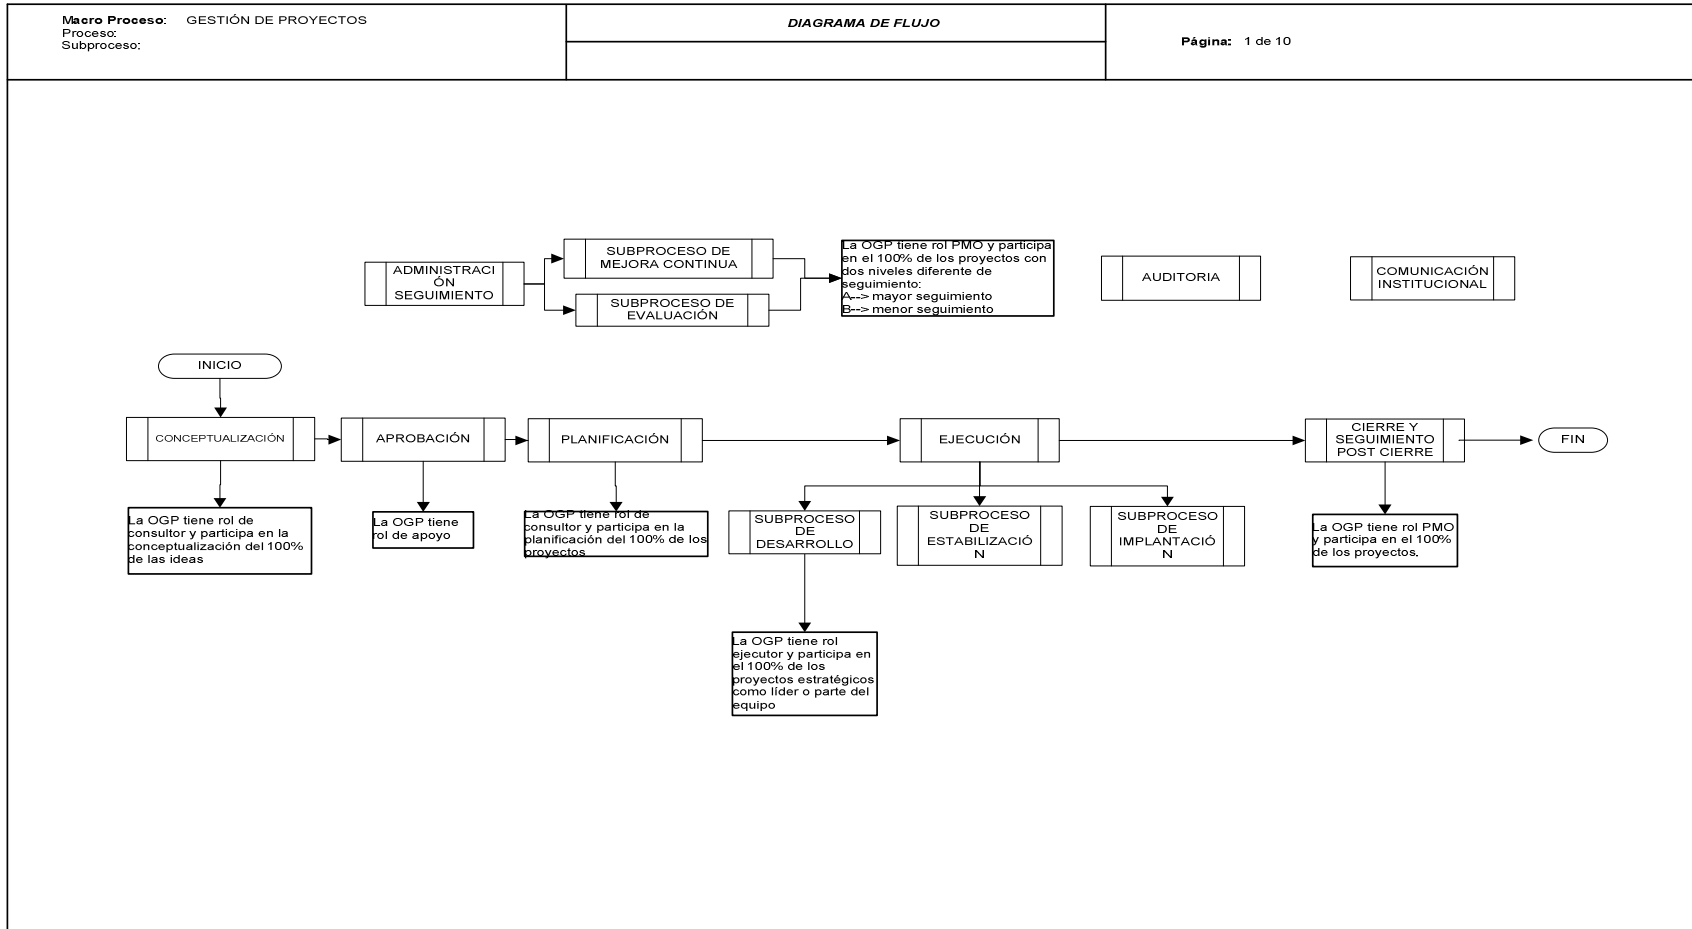 Macro Proceso: GESTIÓN DE PROYECTOS
Proceso:
Subproceso:
DIAGRAMA DE FLUJO
Página: 1 de 10
ADMINISTRACI
ÓN
SEGUIMIENTO
SUBPROCESO DE
MEJORA CONTINUA
SUBPROCESO DE
EVALUACIÓN
La OGP tiene rol PMO y participa
en el 100% de los proyectos con
dos niveles diferente de
seguimiento:
A--> mayor seguimiento
B--> menor seguimiento
AUDITORIA
COMUNICACIÓN
INSTITUCIONAL
INICIO
CONCEPTUALIZACIÓN
APROBACIÓN
PLANIFICACIÓN
EJECUCIÓN
CIERRE Y
SEGUIMIENTO
POST CIERRE
FIN
La OGP tiene rol de
consultor y participa en la
conceptualización del 100%
de las ideas
La OGP tiene
rol de apoyo
La OGP tiene rol de
consultor y participa en la
planificación del 100% de los
proyectos
SUBPROCESO
DE
DESARROLLO
SUBPROCESO
DE
ESTABILIZACIÓ
N
SUBPROCESO
DE
IMPLANTACIÓ
N
La OGP tiene rol PMO
y participa en el 100%
de los proyectos.
La OGP tiene rol
ejecutor y participa en
el 100% de los
proyectos estratégicos
como líder o parte del
equipo